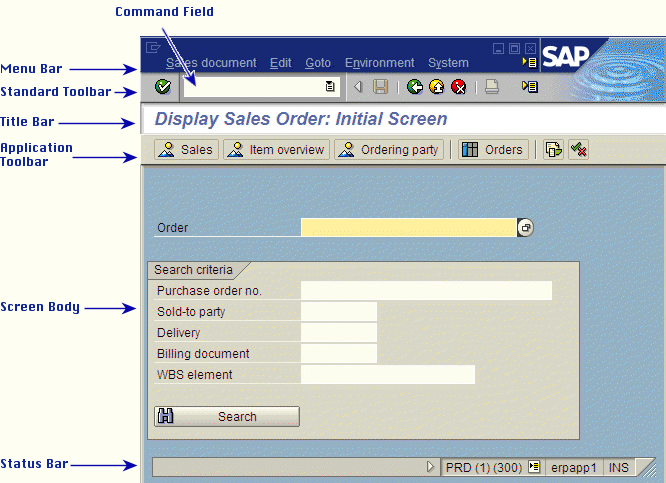 Command Field
Menu Bar
Sales document Edit Goto Environment System
SAP
Standard Toolbar
Title Bar
Display Sales Order: Initial Screen
Application
Toolbar
Sales Item overview Ordering party Orders
Order
Search criteria
Purchase order no.
Sold-to party
Delivery
Billing document
WBS element
Screen Body
Search
Status Bar
PRD (1) (300) erpapp1 INS